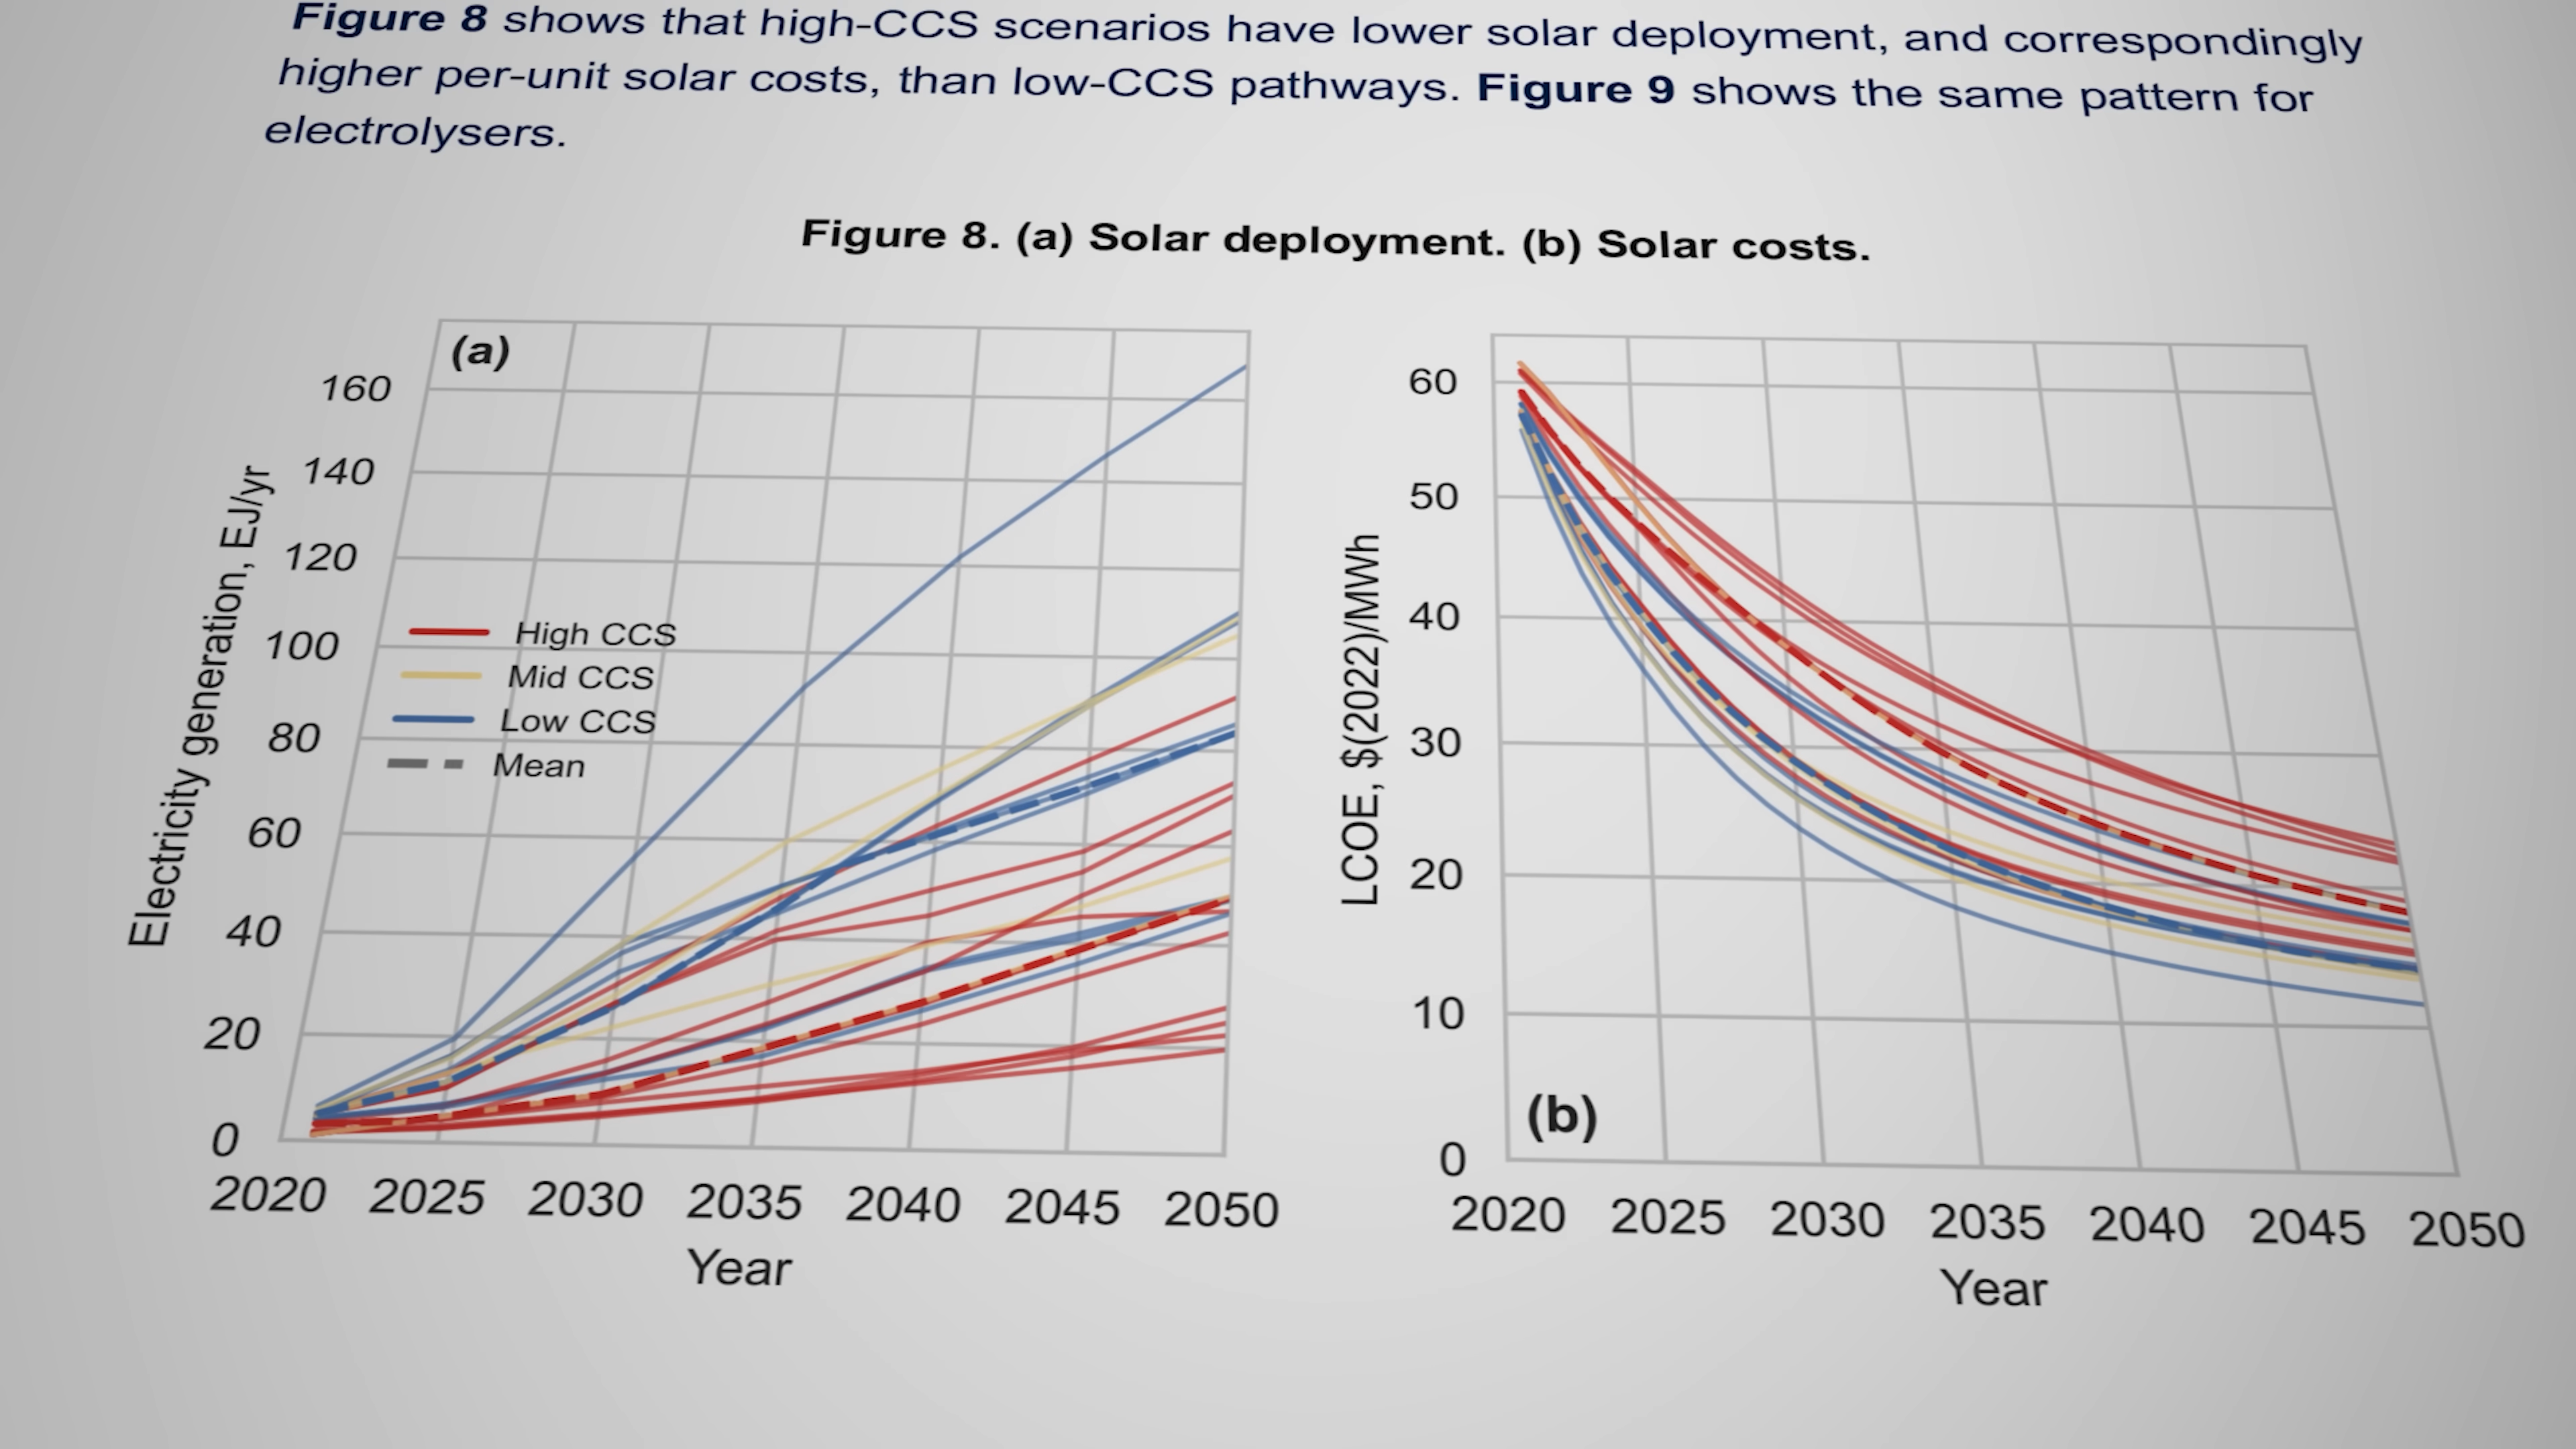 Figure 8 shows that high-CCS scenarios have lower solar deployment, and correspondingly
higher per-unit solar costs, than low-CCS pathways. Figure 9 shows the same pattern for
electrolysers.
Figure 8. (a) Solar deployment. (b) Solar costs.
(a)
160
140
120
100
80
60
40
20
0
Electricity generation, EJ/yr
High CCS
Mid CCS
Low CCS
Mean
2020 2025 2030 2035 2040 2045 2050
Year
60
50
40
30
20
10
0
LCOE, $(2022)/MWh
(b)
2020 2025 2030 2035 2040 2045 2050
Year